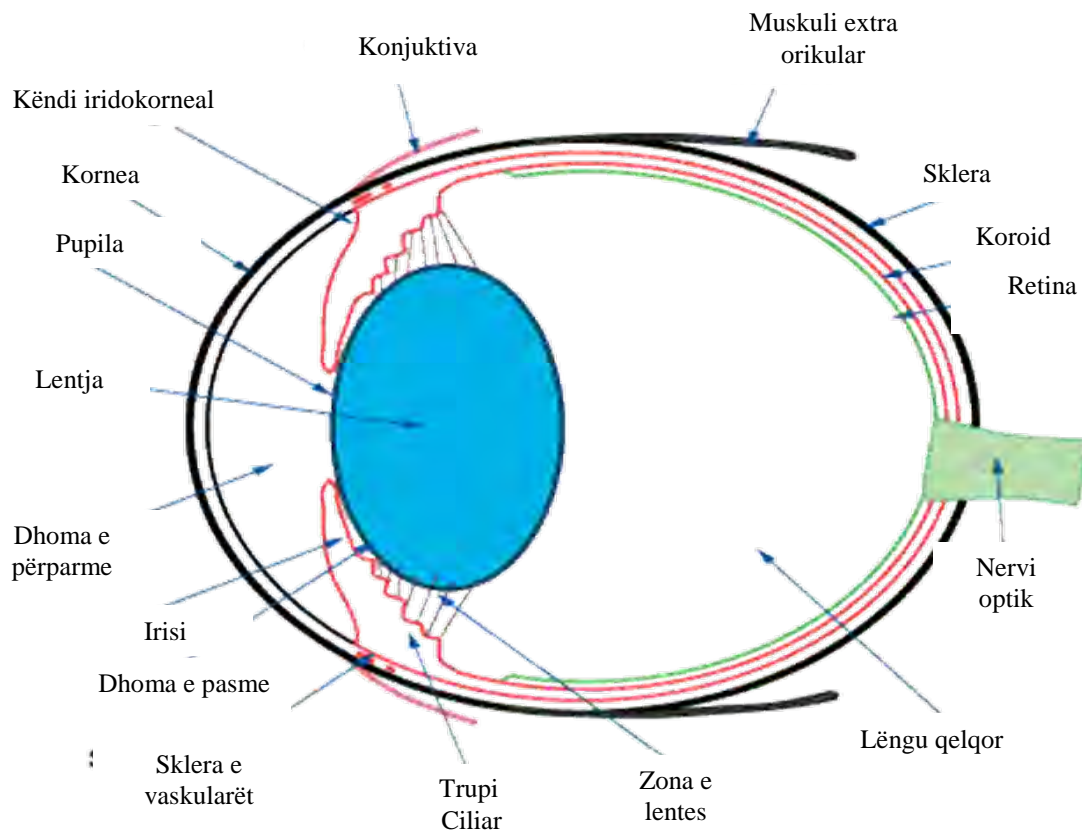 Muskuli extra
orikular
Konjuktiva
Këndi iridokorneal
Kornea
Sklera
Pupila
Koroid
Retina
Lentja
Dhoma e
përparme
Nervi
optik
Irisi
Dhoma e pasme
Lëngu qelqor
Sklera e
vaskularët
Trupi
Ciliar
Zona e
lentes